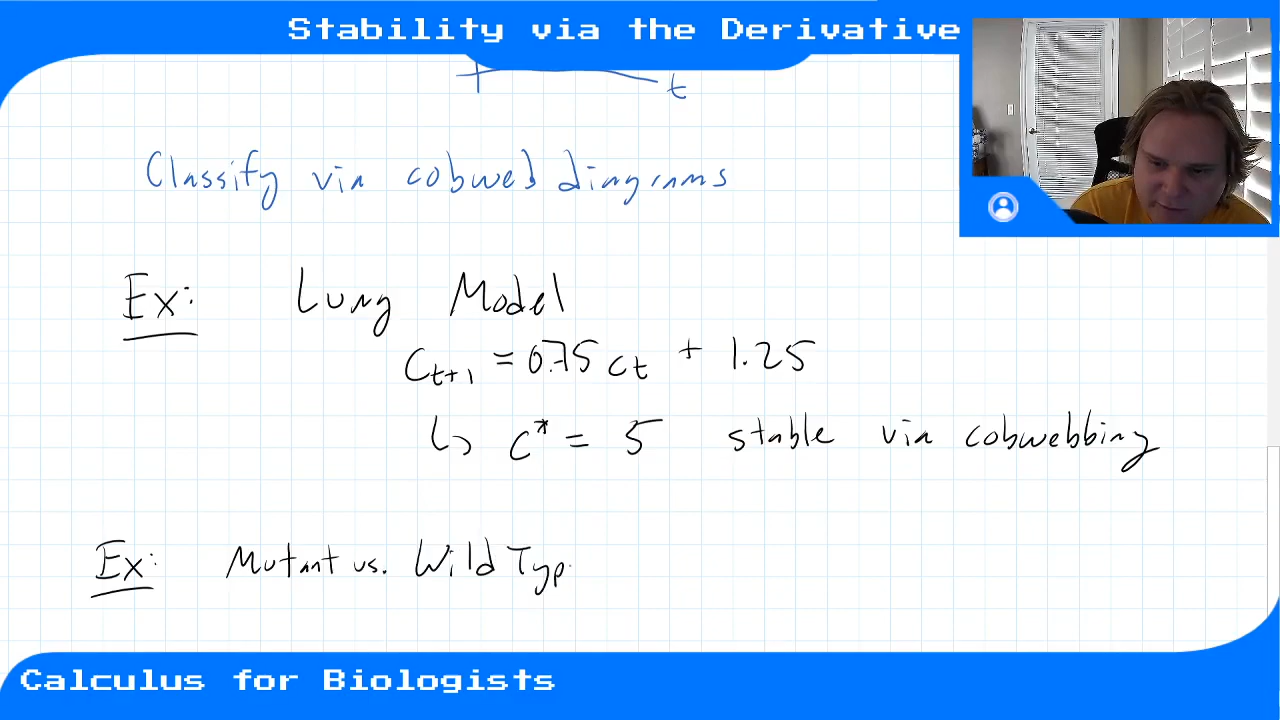 Stability via the Derivative
t
Classify via cobweb diagrams
Ex: Lung Model
Ct+1 = 0.75 Ct + 1.25
↳ C* = 5 stable via cobwebbing
Ex: Mutant vs. Wild Typ
Calculus for Biologists